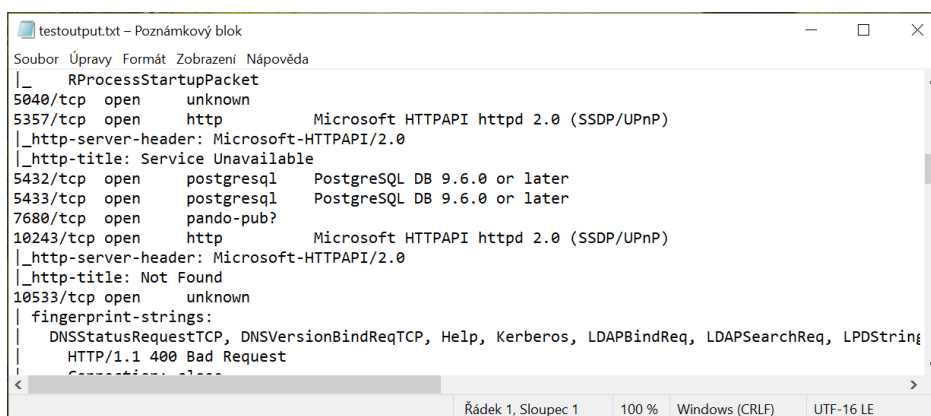 testoutput.txt – Poznámkový blok
Soubor Úpravy Formát Zobrazení Nápověda
|_    RProcessStartupPacket
5040/tcp  open     unknown
5357/tcp  open     http          Microsoft HTTPAPI httpd 2.0 (SSDP/UPnP)
|_http-server-header: Microsoft-HTTPAPI/2.0
|_http-title: Service Unavailable
5432/tcp  open     postgresql    PostgreSQL DB 9.6.0 or later
5433/tcp  open     postgresql    PostgreSQL DB 9.6.0 or later
7680/tcp  open     pando-pub?
10243/tcp open     http          Microsoft HTTPAPI httpd 2.0 (SSDP/UPnP)
|_http-server-header: Microsoft-HTTPAPI/2.0
|_http-title: Not Found
10533/tcp open     unknown
| fingerprint-strings:
|   DNSStatusRequestTCP, DNSVersionBindReqTCP, Help, Kerberos, LDAPBindReq, LDAPSearchReq, LPDString
|     HTTP/1.1 400 Bad Request
|     Connection: close
Řádek 1, Sloupec 1 100 % Windows (CRLF) UTF-16 LE